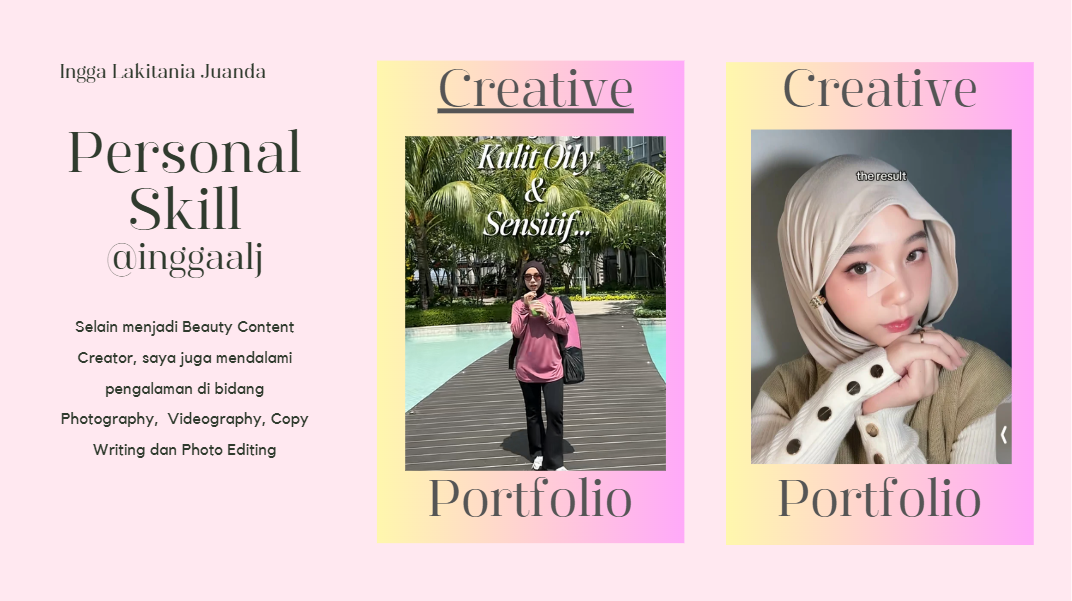 Ingga Lakitania Juanda
Personal
Skill
@inggaalj
Selain menjadi Beauty Content
Creator, saya juga mendalami
pengalaman di bidang
Photography, Videography, Copy
Writing dan Photo Editing
Creative
Kulit Oily
&
Sensitif...
Portfolio
Creative
the result
Portfolio